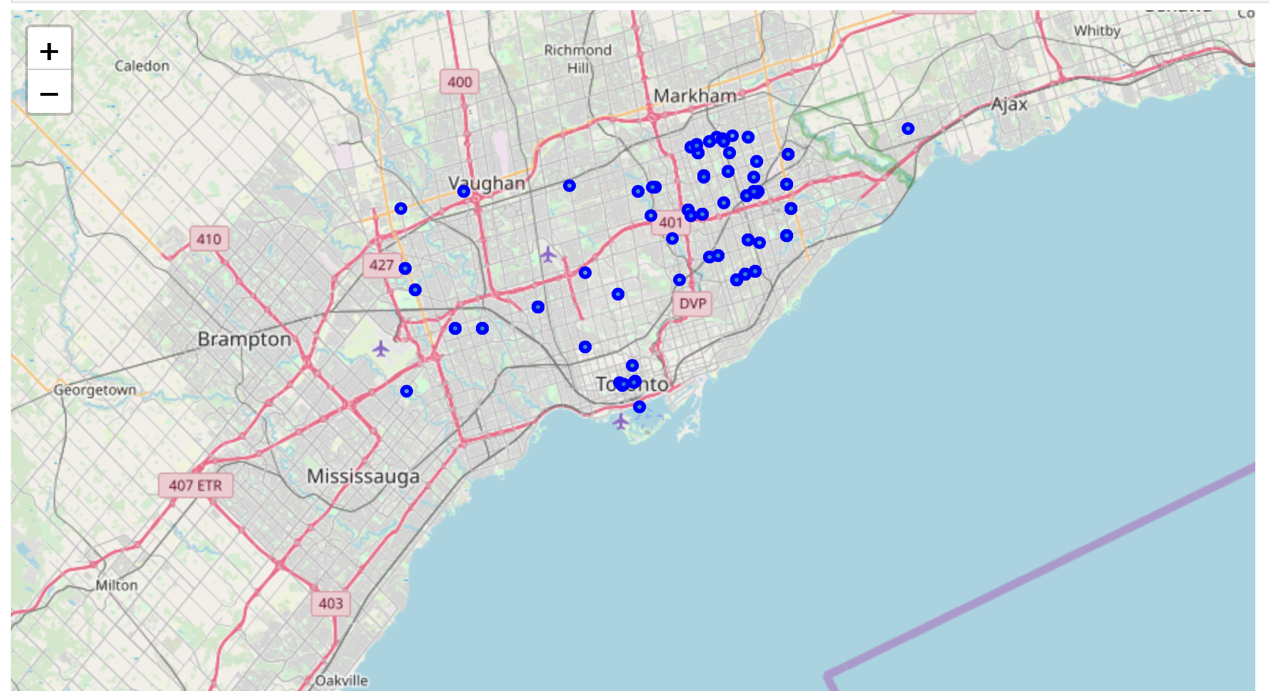 +
−
Caledon
Richmond
Hill
Whitby
400
Markham
Ajax
Vaughan
401
410
427
DVP
Brampton
Georgetown
Toronto
Mississauga
407 ETR
Milton
403
Oakville